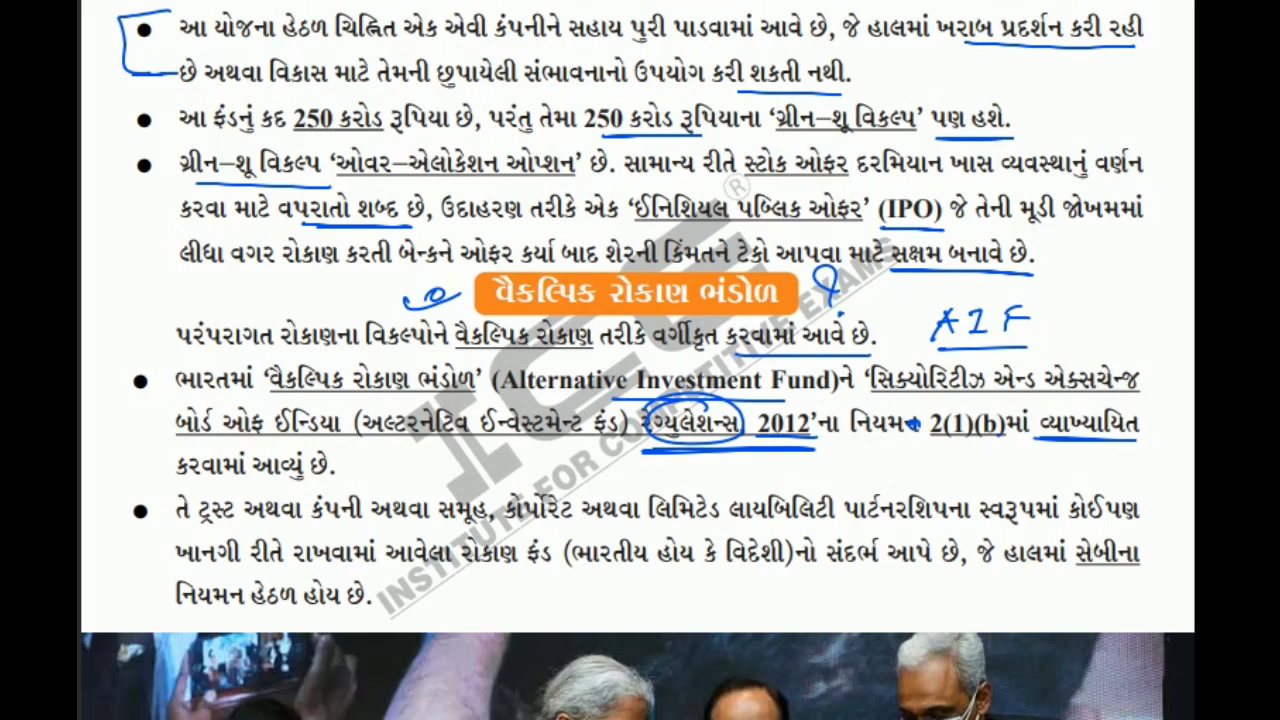 ● આ યોજના હેઠળ ચિહ્નિત એક એવી કંપનીને સહાય પુરી પાડવામાં આવે છે, જે હાલમાં ખરાબ પ્રદર્શન કરી રહી
છે અથવા વિકાસ માટે તેમની છુપાયેલી સંભાવનાનો ઉપયોગ કરી શકતી નથી.
● આ ફંડનું કદ 250 કરોડ રૂપિયા છે, પરંતુ તેમા 250 કરોડ રૂપિયાના ‘ગ્રીન–શૂ વિકલ્પ’ પણ હશે.
● ગ્રીન–શૂ વિકલ્પ ‘ઓવર–એલોકેશન ઓપ્શન’ છે. સામાન્ય રીતે સ્ટોક ઓફર દરમિયાન ખાસ વ્યવસ્થાનું વર્ણન
કરવા માટે વપરાતો શબ્દ છે, ઉદાહરણ તરીકે એક ‘ઈનિશિયલ પબ્લિક ઓફર’ (IPO) જે તેની મૂડી જોખમમાં
લીધા વગર રોકાણ કરતી બેન્કને ઓફર કર્યા બાદ શેરની કિંમતને ટેકો આપવા માટે સક્ષમ બનાવે છે.
વૈકલ્પિક રોકાણ ભંડોળ
પરંપરાગત રોકાણના વિકલ્પોને વૈકલ્પિક રોકાણ તરીકે વર્ગીકૃત કરવામાં આવે છે.
AIF
● ભારતમાં ‘વૈકલ્પિક રોકાણ ભંડોળ’ (Alternative Investment Fund)ને ‘સિક્યોરિટીઝ એન્ડ એક્સચેન્જ
બોર્ડ ઓફ ઈન્ડિયા (અલ્ટરનેટિવ ઈન્વેસ્ટમેન્ટ ફંડ) રેગ્યુલેશન્સ, 2012’ના નિયમ 2(1)(b)માં વ્યાખ્યાયિત
કરવામાં આવ્યું છે.
● તે ટ્રસ્ટ અથવા કંપની અથવા સમૂહ, કોર્પોરેટ અથવા લિમિટેડ લાયબિલિટી પાર્ટનરશિપના સ્વરૂપમાં કોઈપણ
ખાનગી રીતે રાખવામાં આવેલા રોકાણ ફંડ (ભારતીય હોય કે વિદેશી)નો સંદર્ભ આપે છે, જે હાલમાં સેબીના
નિયમન હેઠળ હોય છે.
ICE ®
INSTITUTE FOR COMPETITIVE EXAMS